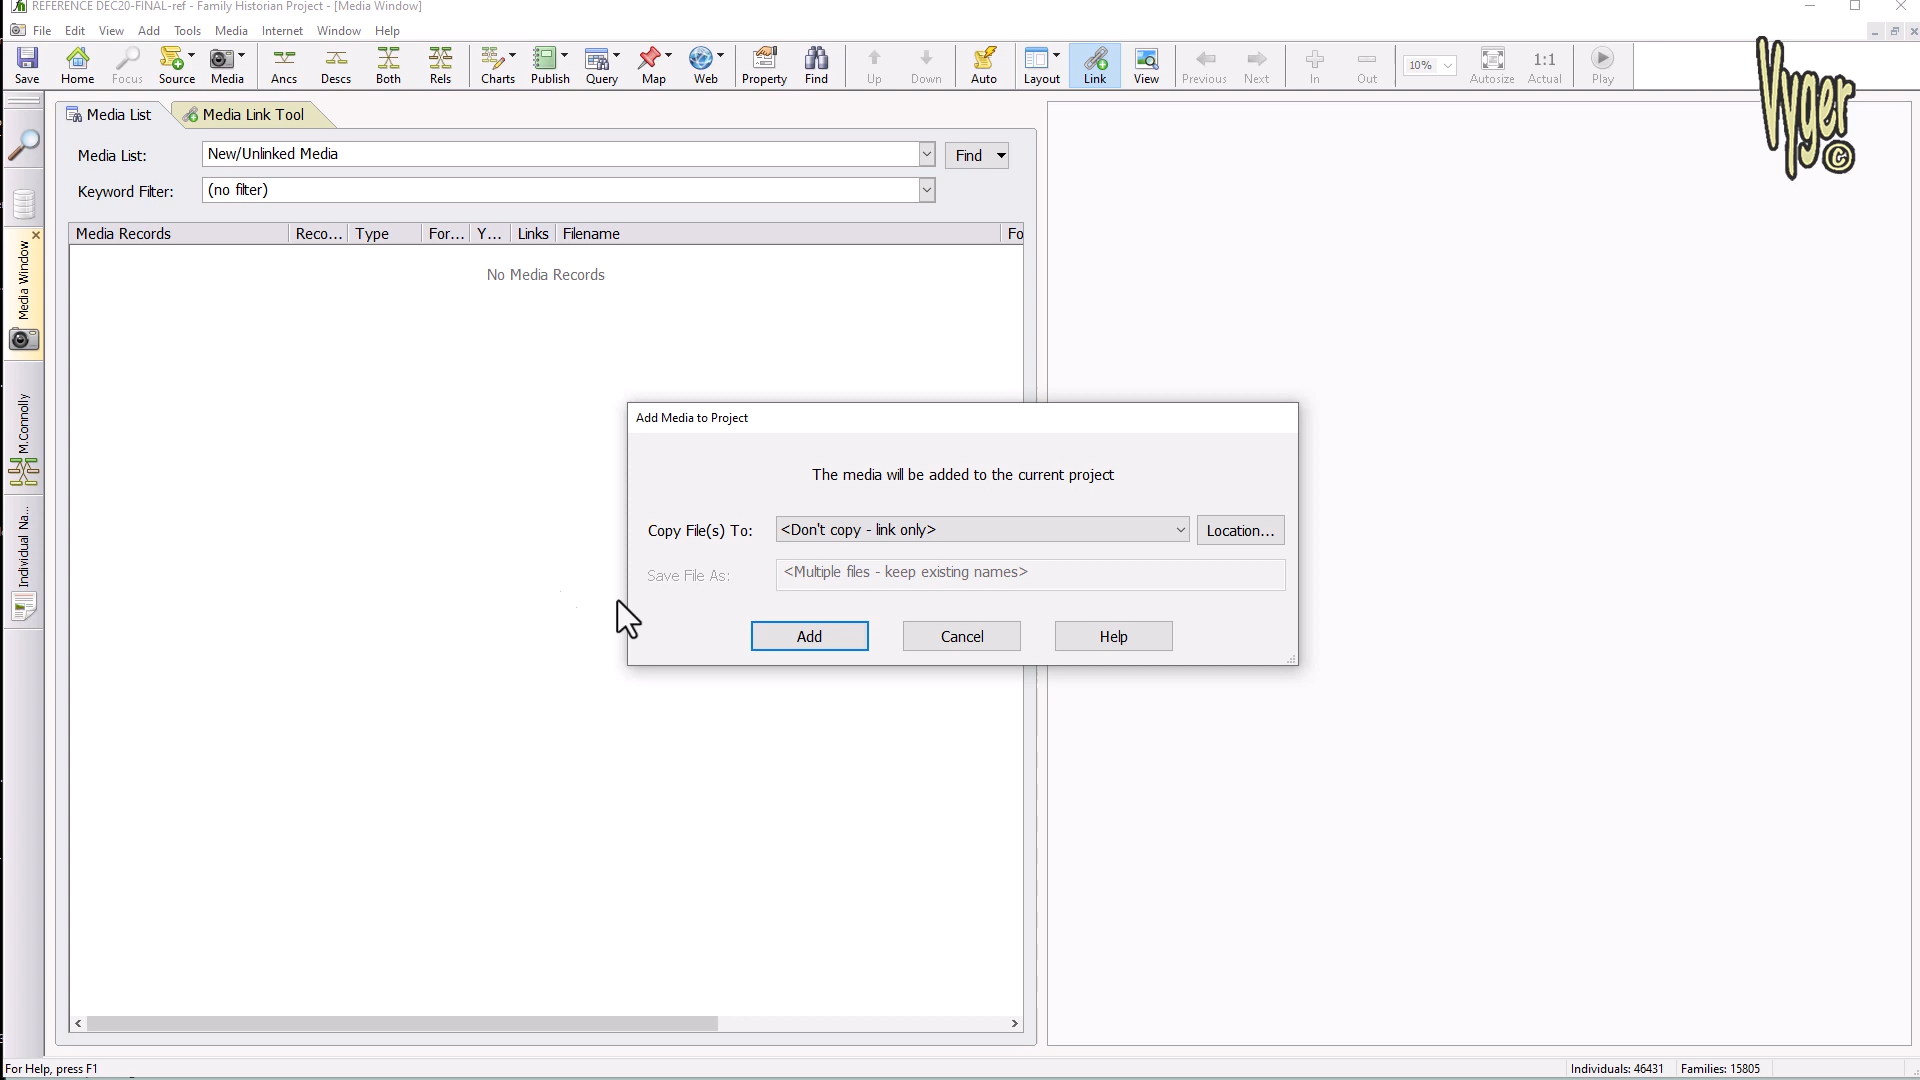 REFERENCE DEC20-FINAL-ref - Family Historian Project - [Media Window]
File Edit View Add Tools Media Internet Window Help
Save Home Focus Source Media Ancs Descs Both Rels Charts Publish Query Map Web Property Find Up Down Auto Layout Link View Previous Next In Out 10% Autosize 1:1 Actual Play
Vyger ©
Media List Media Link Tool
Media List: New/Unlinked Media Find
Keyword Filter: (no filter)
Media Records Reco... Type For... Y... Links Filename Fo
No Media Records
Media Window
M.Connolly
Individual Na...
Add Media to Project
The media will be added to the current project
Copy File(s) To: <Don't copy - link only> Location...
Save File As: <Multiple files - keep existing names>
Add Cancel Help
For Help, press F1 Individuals: 46431 Families: 15805